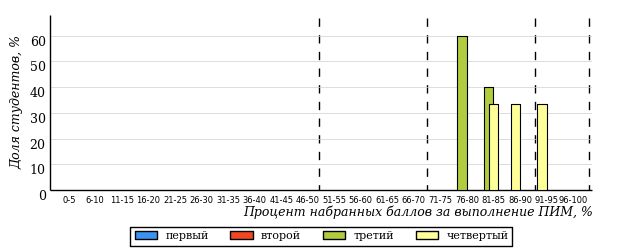 Доля студентов, %
60
50
40
30
20
10
0
0-5 6-10 11-15 16-20 21-25 26-30 31-35 36-40 41-45 46-50 51-55 56-60 61-65 66-70 71-75 76-80 81-85 86-90 91-95 96-100
Процент набранных баллов за выполнение ПИМ, %
первый второй третий четвертый